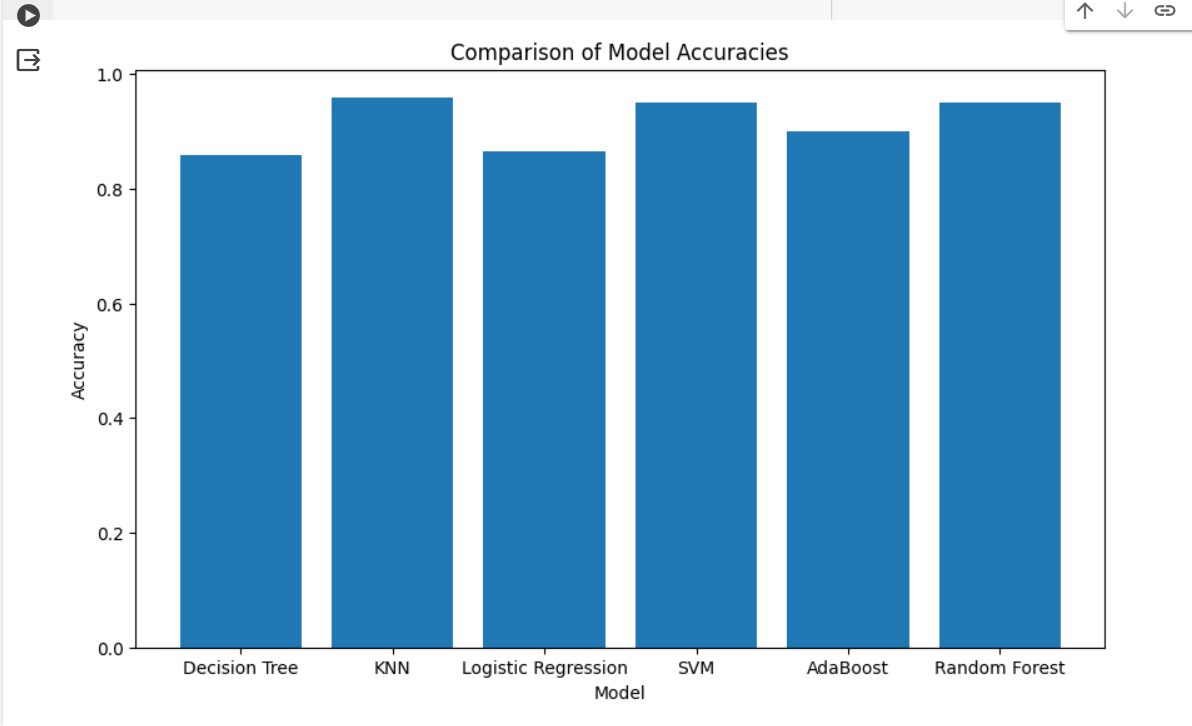 Comparison of Model Accuracies
1.0
0.8
0.6
0.4
0.2
0.0
Accuracy
Decision Tree KNN Logistic Regression SVM AdaBoost Random Forest
Model